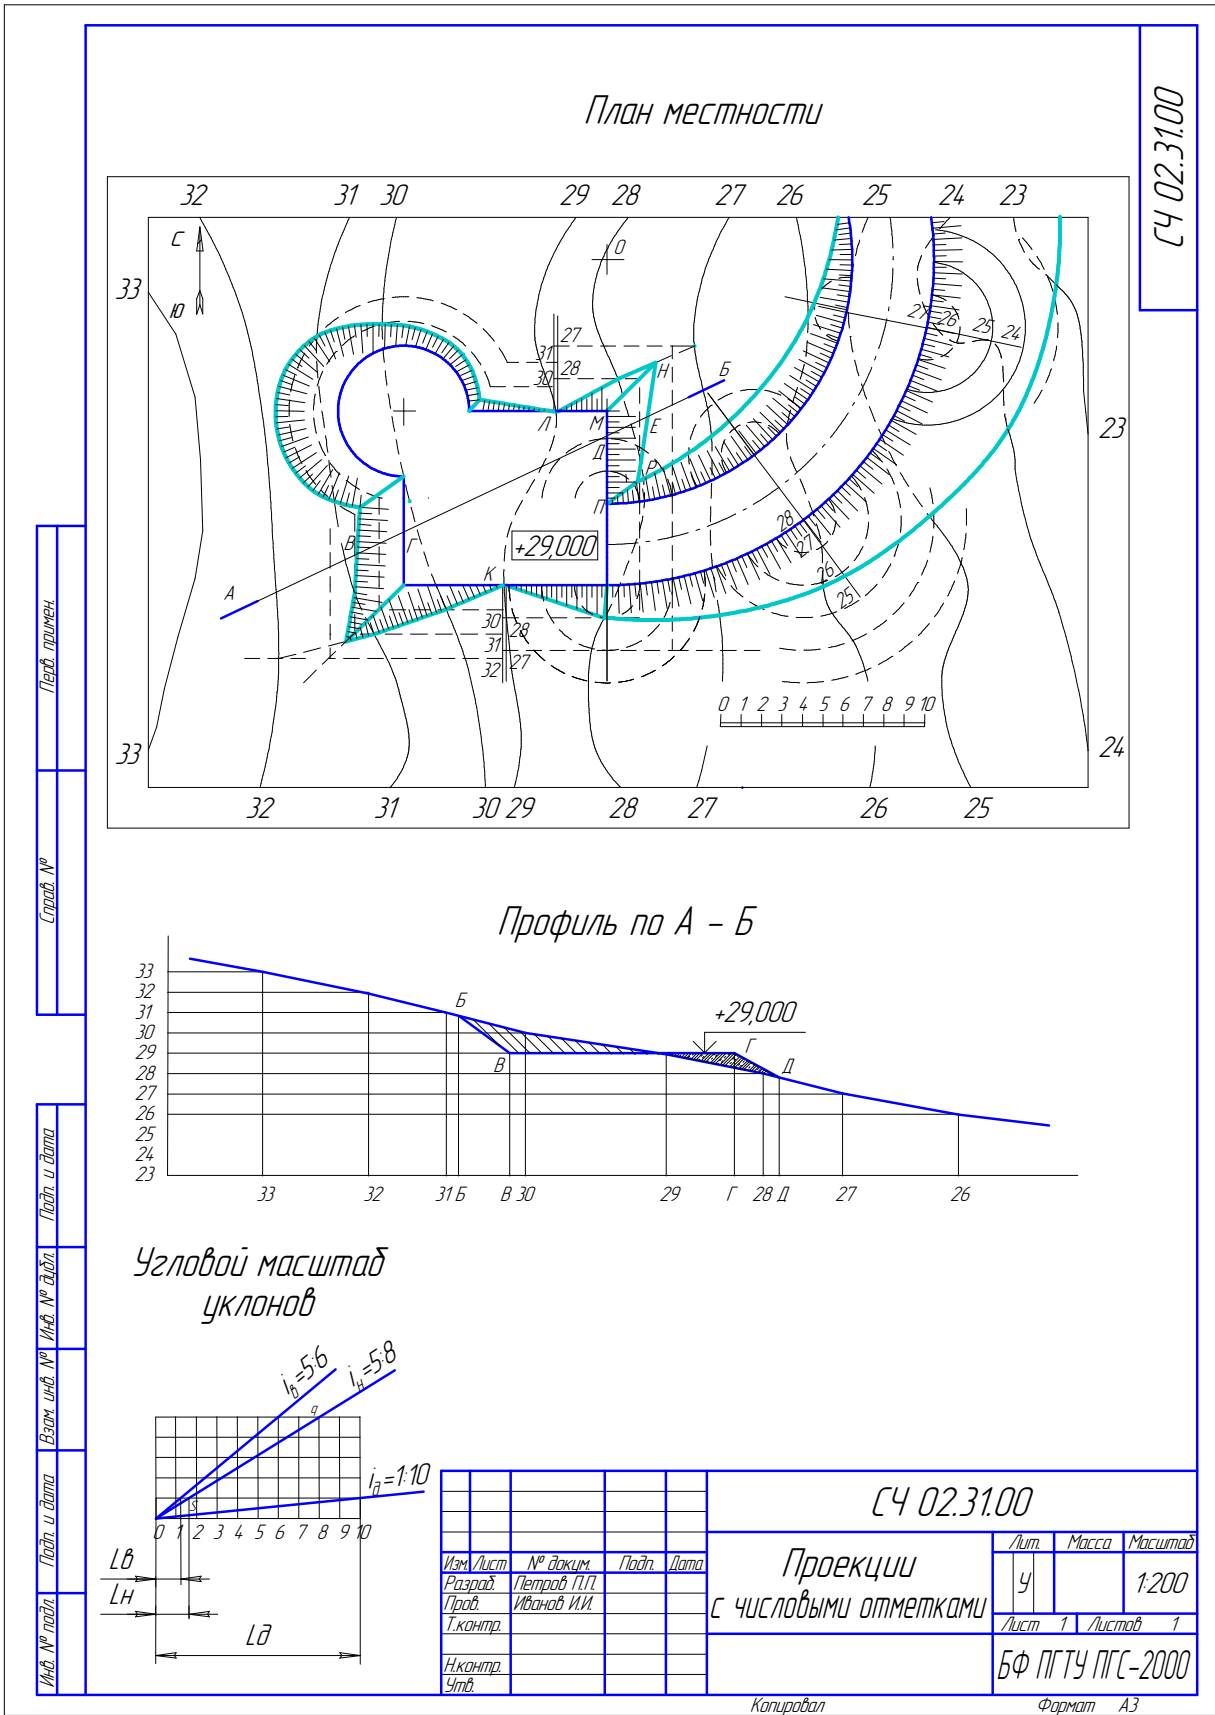 План местности
СЧ 02.31.00
32 31 30 29 28 27 26 25 24 23
С
Ю
О
33
27
31
28
30
Н
Б
27 26 25 24
Л М Е
Д
Р
П
23
+29,000
В Г
К
А
28
27
26
25
30 28
31
32 27
0 1 2 3 4 5 6 7 8 9 10
33
24
32 31 30 29 28 27 26 25
Профиль по А – Б
33
32
31
30
29
28
27
26
25
24
23
Б
В
+29,000
Г
Д
33 32 31 Б В 30 29 Г 28 Д 27 26
Угловой масштаб
уклонов
iв=5:6
iн=5:8
iд=1:10
q
s
0 1 2 3 4 5 6 7 8 9 10
Lв
Lн
Lд
Перв. примен.
Справ. №
Подп. и дата
Инв. № дубл.
Взам. инв. №
Подп. и дата
Инв. № подл.
СЧ 02.31.00
Изм. Лист № докум. Подп. Дата
Разраб. Петров П.П.
Пров. Иванов И.И.
Т.контр.
Н.контр.
Утв.
Проекции
с числовыми отметками
Лит. Масса Масштаб
У 1:200
Лист 1 Листов 1
БФ ПГТУ ПГС-2000
Копировал Формат А3